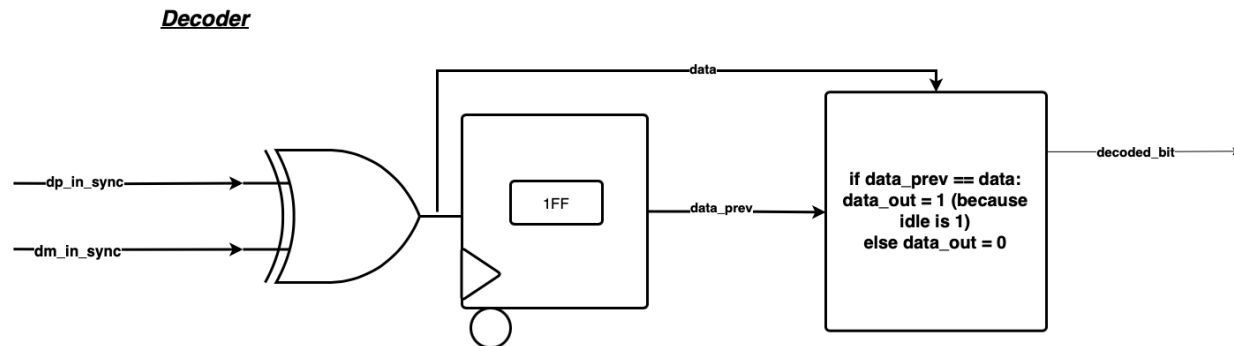 Decoder
data
dp_in_sync
dm_in_sync
1FF
data_prev
if data_prev == data:
data_out = 1 (because
idle is 1)
else data_out = 0
decoded_bit